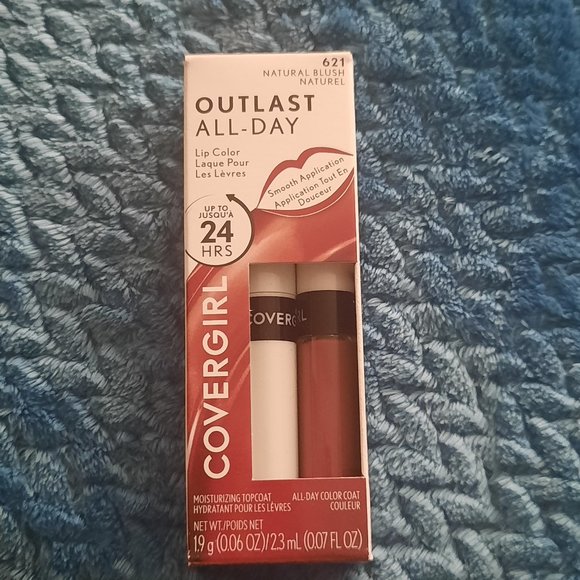 621
NATURAL BLUSH
NATUREL
OUTLAST
ALL-DAY
Lip Color
Laque Pour
Les Lèvres
Smooth Application
Application Tout En
Douceur
UP TO
JUSQU'À
24
HRS
COVERGIRL
COVERG
RL
MOISTURIZING TOPCOAT
HYDRATANT POUR LES LÈVRES
ALL-DAY COLOR COAT
COULEUR
NET WT./POIDS NET
1.9 g (0.06 OZ)/2.3 mL (0.07 FL OZ)